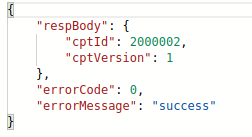 {
    "respBody": {
        "cptId": 2000002,
        "cptVersion": 1
    },
    "errorCode": 0,
    "errorMessage": "success"
}